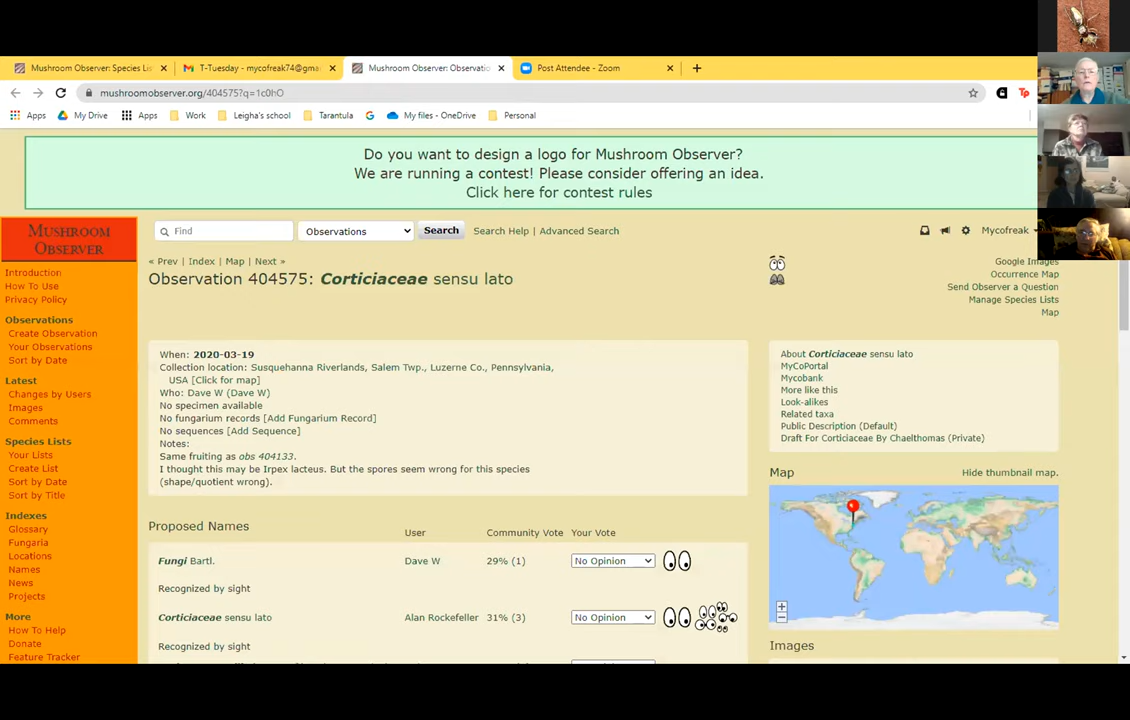 Mushroom Observer: Species Lis
T-Tuesday - mycofreak74@gma
Mushroom Observer: Observatio
Post Attendee - Zoom
mushroomobserver.org/404575?q=1c0hO
Apps
My Drive
Apps
Work
Leigha's school
Tarantula
My files - OneDrive
Personal
Do you want to design a logo for Mushroom Observer?
We are running a contest! Please consider offering an idea.
Click here for contest rules
MUSHROOM
OBSERVER
Find
Observations
Search
Search Help | Advanced Search
Mycofreak
Introduction
How To Use
Privacy Policy
Observations
Create Observation
Your Observations
Sort by Date
Latest
Changes by Users
Images
Comments
Species Lists
Your Lists
Create List
Sort by Date
Sort by Title
Indexes
Glossary
Fungaria
Locations
Names
News
Projects
More
How To Help
Donate
Feature Tracker
« Prev | Index | Map | Next »
Observation 404575: Corticiaceae sensu lato
Google Images
Occurrence Map
Send Observer a Question
Manage Species Lists
Map
When: 2020-03-19
Collection location: Susquehanna Riverlands, Salem Twp., Luzerne Co., Pennsylvania,
USA [Click for map]
Who: Dave W (Dave W)
No specimen available
No fungarium records [Add Fungarium Record]
No sequences [Add Sequence]
Notes:
Same fruiting as obs 404133.
I thought this may be Irpex lacteus. But the spores seem wrong for this species
(shape/quotient wrong).
About Corticiaceae sensu lato
MyCoPortal
Mycobank
More like this
Look-alikes
Related taxa
Public Description (Default)
Draft For Corticiaceae By Chaelthomas (Private)
Map
Hide thumbnail map.
Proposed Names
User
Community Vote
Your Vote
Fungi Bartl.
Dave W
29% (1)
No Opinion
Recognized by sight
Corticiaceae sensu lato
Alan Rockefeller
31% (3)
No Opinion
Recognized by sight
Images